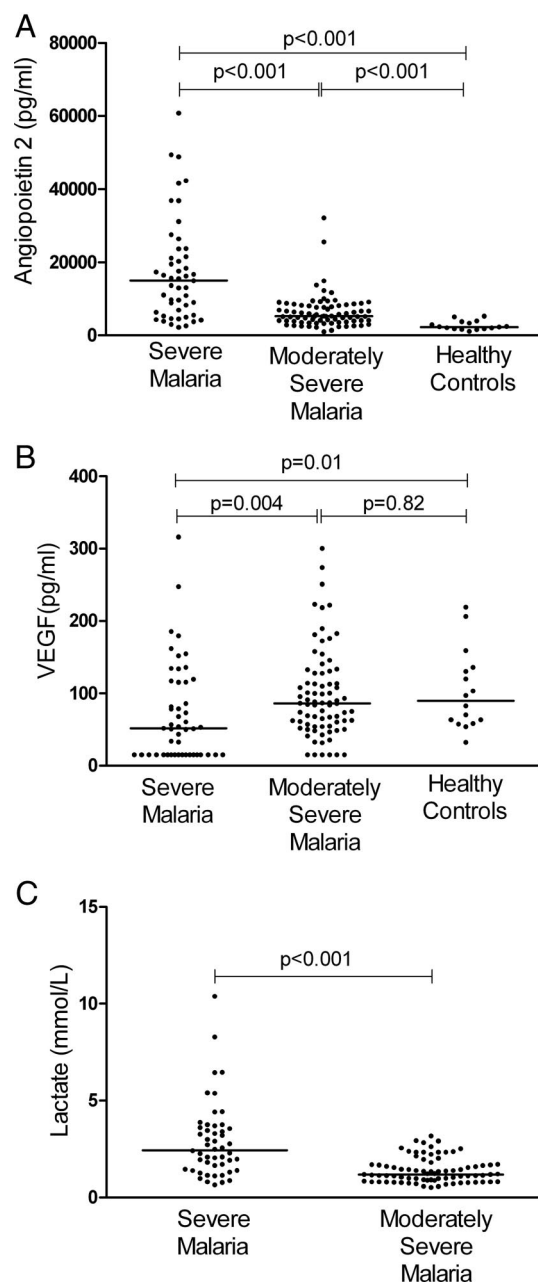 A
Angiopoietin 2 (pg/ml)
80000
60000
40000
20000
0
p<0.001
p<0.001
p<0.001
Severe
Malaria
Moderately
Severe
Malaria
Healthy
Controls
B
VEGF(pg/ml)
400
300
200
100
0
p=0.01
p=0.004
p=0.82
Severe
Malaria
Moderately
Severe
Malaria
Healthy
Controls
C
Lactate (mmol/L)
15
10
5
0
p<0.001
Severe
Malaria
Moderately
Severe
Malaria